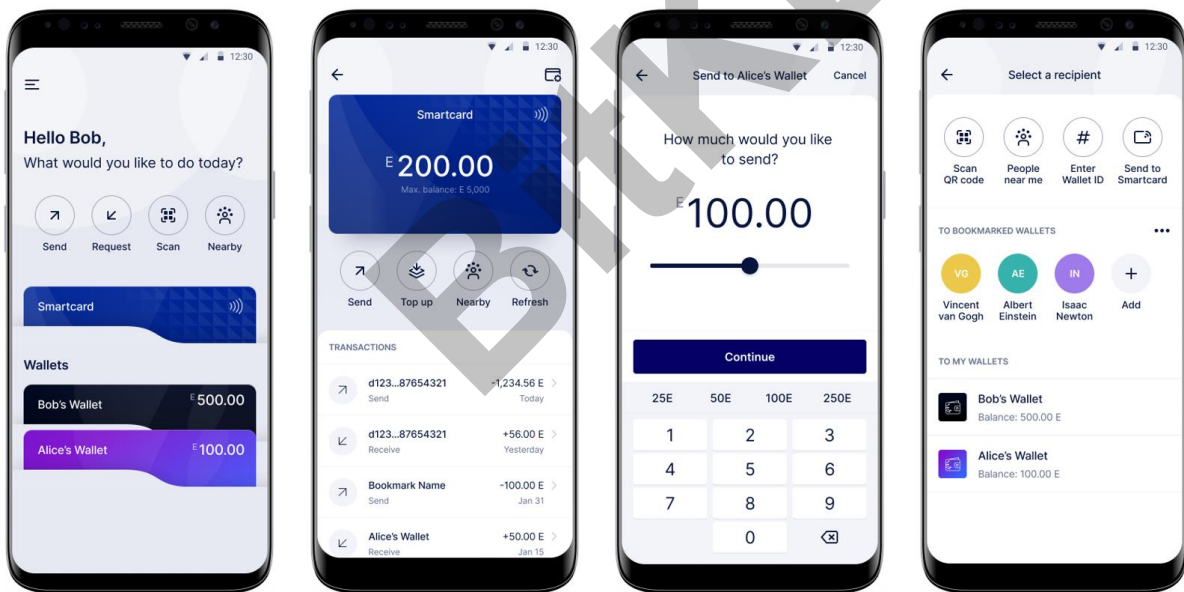 12:30
Hello Bob,
What would you like to do today?
Send Request Scan Nearby
Smartcard
Wallets
Bob's Wallet E 500.00
Alice's Wallet E 100.00
12:30
Smartcard
E 200.00
Max. balance: E 5,000
Send Top up Nearby Refresh
TRANSACTIONS
d123...87654321 -1,234.56 E
Send Today
d123...87654321 +56.00 E
Receive Yesterday
Bookmark Name -100.00 E
Send Jan 31
Alice's Wallet +50.00 E
Receive Jan 15
12:30
Send to Alice's Wallet Cancel
How much would you like
to send?
E 100.00
Continue
25E 50E 100E 250E
1 2 3
4 5 6
7 8 9
0
12:30
Select a recipient
#
Scan People Enter Send to
QR code near me Wallet ID Smartcard
TO BOOKMARKED WALLETS
VG AE IN +
Vincent Albert Isaac Add
van Gogh Einstein Newton
TO MY WALLETS
Bob's Wallet
Balance: 500.00 E
Alice's Wallet
Balance: 100.00 E